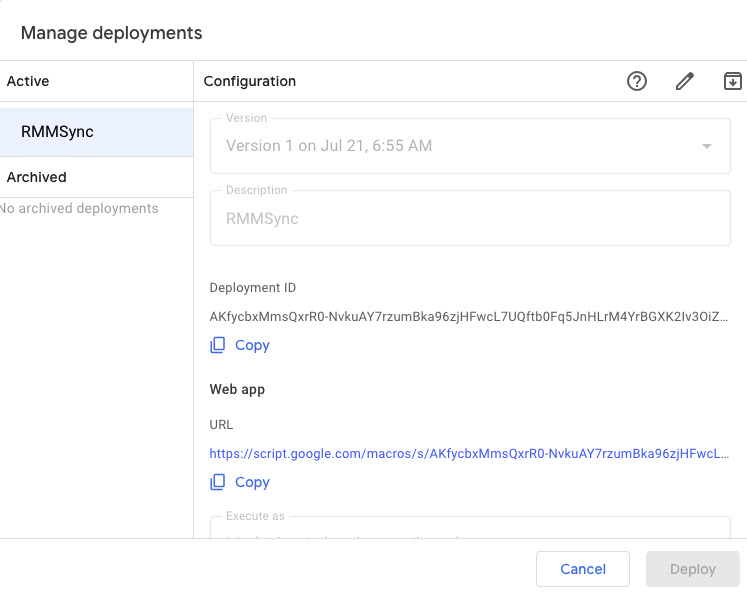 Manage deployments
Active
Configuration
RMMSync
Version
Version 1 on Jul 21, 6:55 AM
Archived
Description
No archived deployments
RMMSync
Deployment ID
AKfycbxMmsQxrR0-NvkuAY7rzumBka96zjHFwcL7UQftb0Fq5JnHLrM4YrBGXK2Iv3OiZ...
Copy
Web app
URL
https://script.google.com/macros/s/AKfycbxMmsQxrR0-NvkuAY7rzumBka96zjHFwcL...
Copy
Execute as
Cancel
Deploy